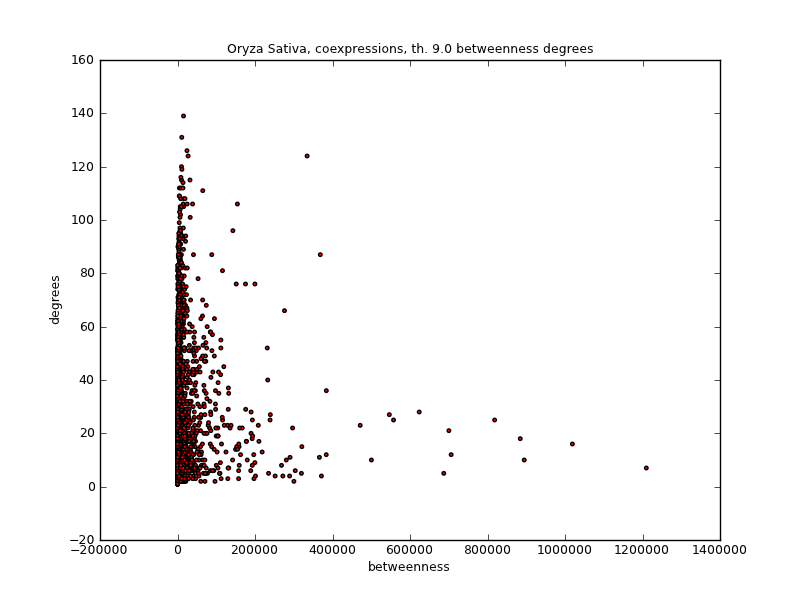 Oryza Sativa, coexpressions, th. 9.0 betweenness degrees
160
140
120
100
80
60
40
20
0
−20
degrees
−200000 0 200000 400000 600000 800000 1000000 1200000 1400000
betweenness